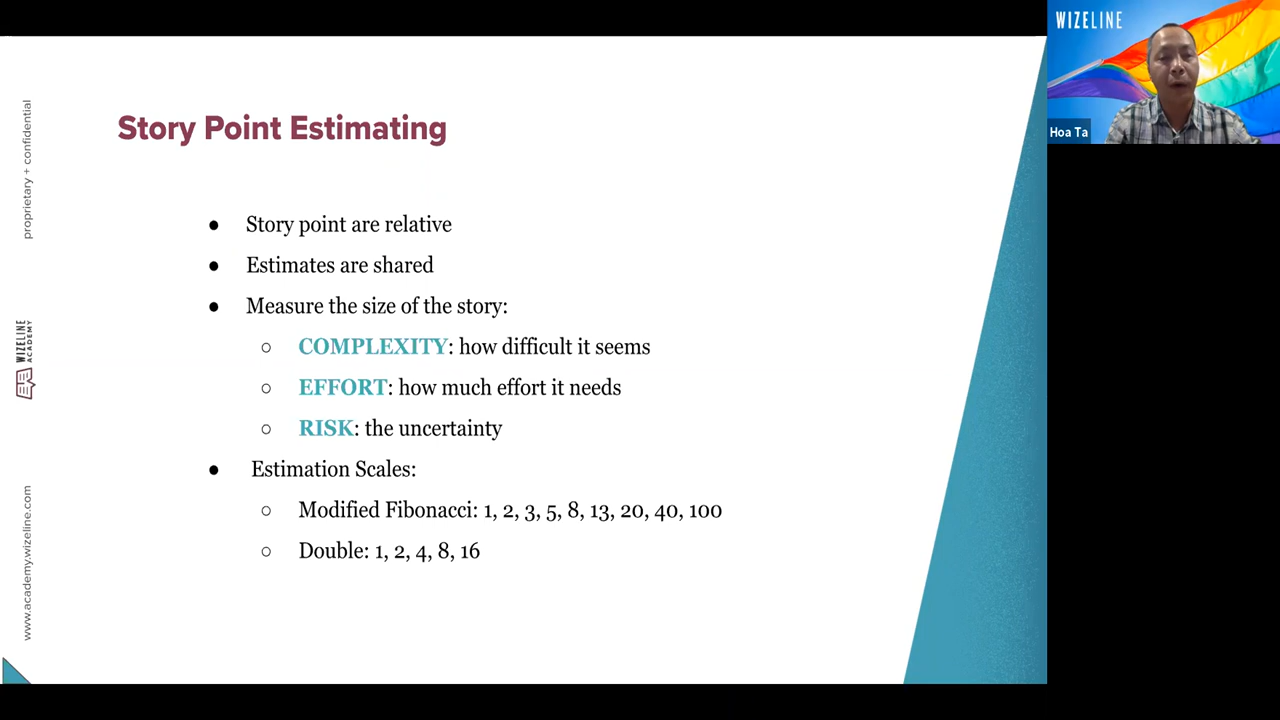 Story Point Estimating
● Story point are relative
● Estimates are shared
● Measure the size of the story:
○ COMPLEXITY: how difficult it seems
○ EFFORT: how much effort it needs
○ RISK: the uncertainty
● Estimation Scales:
○ Modified Fibonacci: 1, 2, 3, 5, 8, 13, 20, 40, 100
○ Double: 1, 2, 4, 8, 16
proprietary + confidential
WIZELINE
ACADEMY
www.academy.wizeline.com
WIZELINE
Hoa Ta